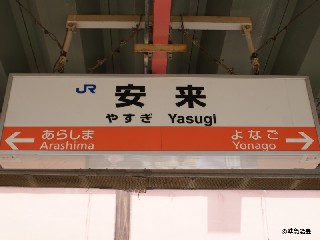 JR 安来
やすぎ Yasugi
← あらしま よなご →
Arashima Yonago